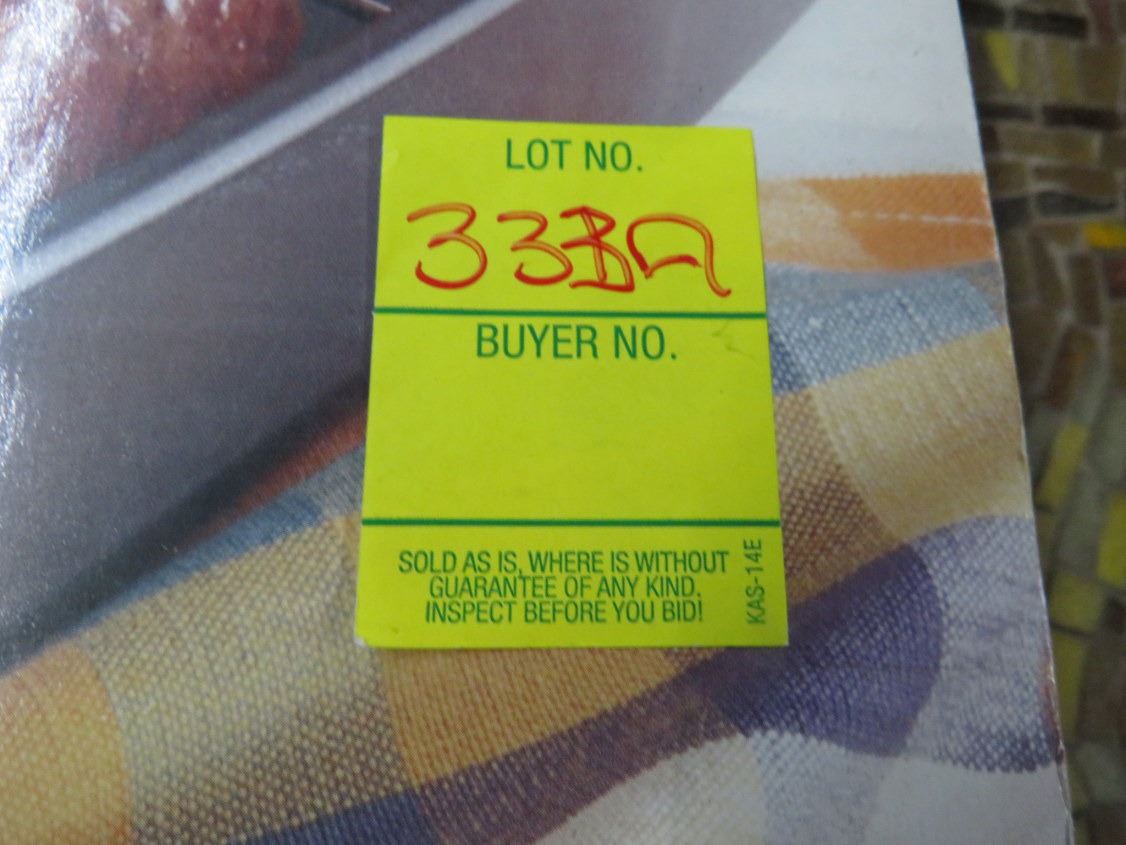 LOT NO.
33BA
BUYER NO.
SOLD AS IS, WHERE IS WITHOUT
GUARANTEE OF ANY KIND.
INSPECT BEFORE YOU BID!
KAS-14E